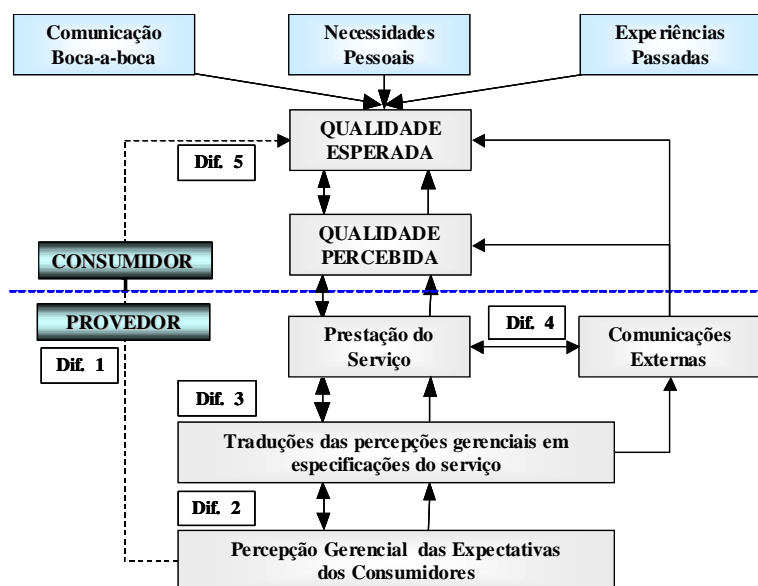 Comunicação
Boca-a-boca
Necessidades
Pessoais
Experiências
Passadas
QUALIDADE
ESPERADA
Dif. 5
QUALIDADE
PERCEBIDA
CONSUMIDOR
PROVEDOR
Dif. 1
Prestação do
Serviço
Dif. 4
Comunicações
Externas
Dif. 3
Traduções das percepções gerenciais em
especificações do serviço
Dif. 2
Percepção Gerencial das Expectativas
dos Consumidores